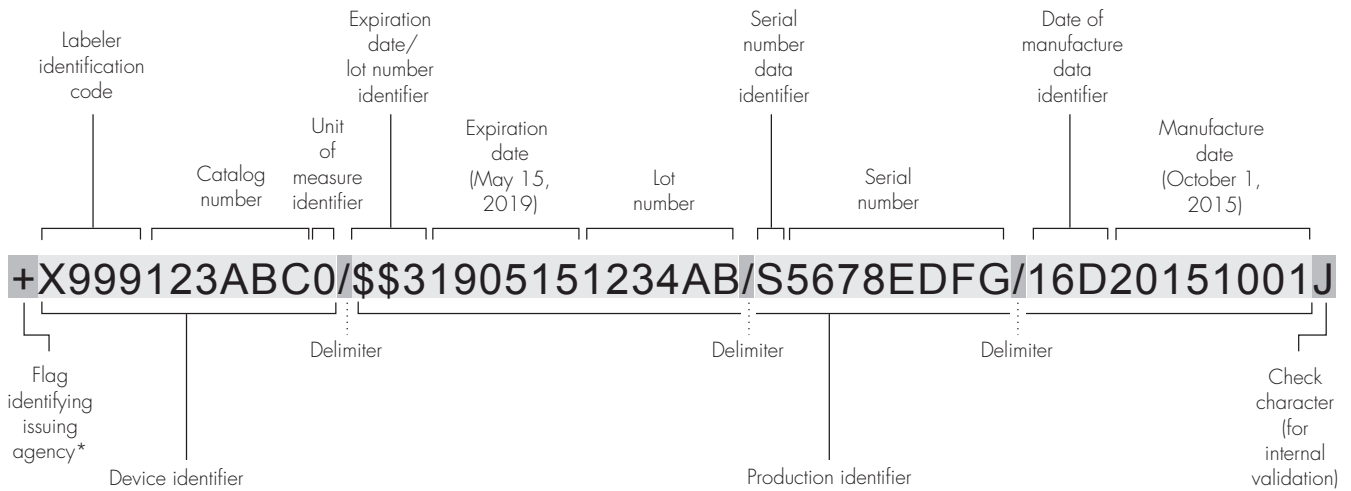 Labeler
identification
code
Catalog
number
Unit
of
measure
identifier
Expiration
date/
lot number
identifier
Expiration
date
(May 15,
2019)
Lot
number
Serial
number
data
identifier
Serial
number
Date of
manufacture
data
identifier
Manufacture
date
(October 1,
2015)
+X999123ABC0/$$31905151234AB/S5678EDFG/16D20151001J
Flag
identifying
issuing
agency*
Device identifier
Delimiter
Delimiter
Production identifier
Delimiter
Check
character
(for
internal
validation)